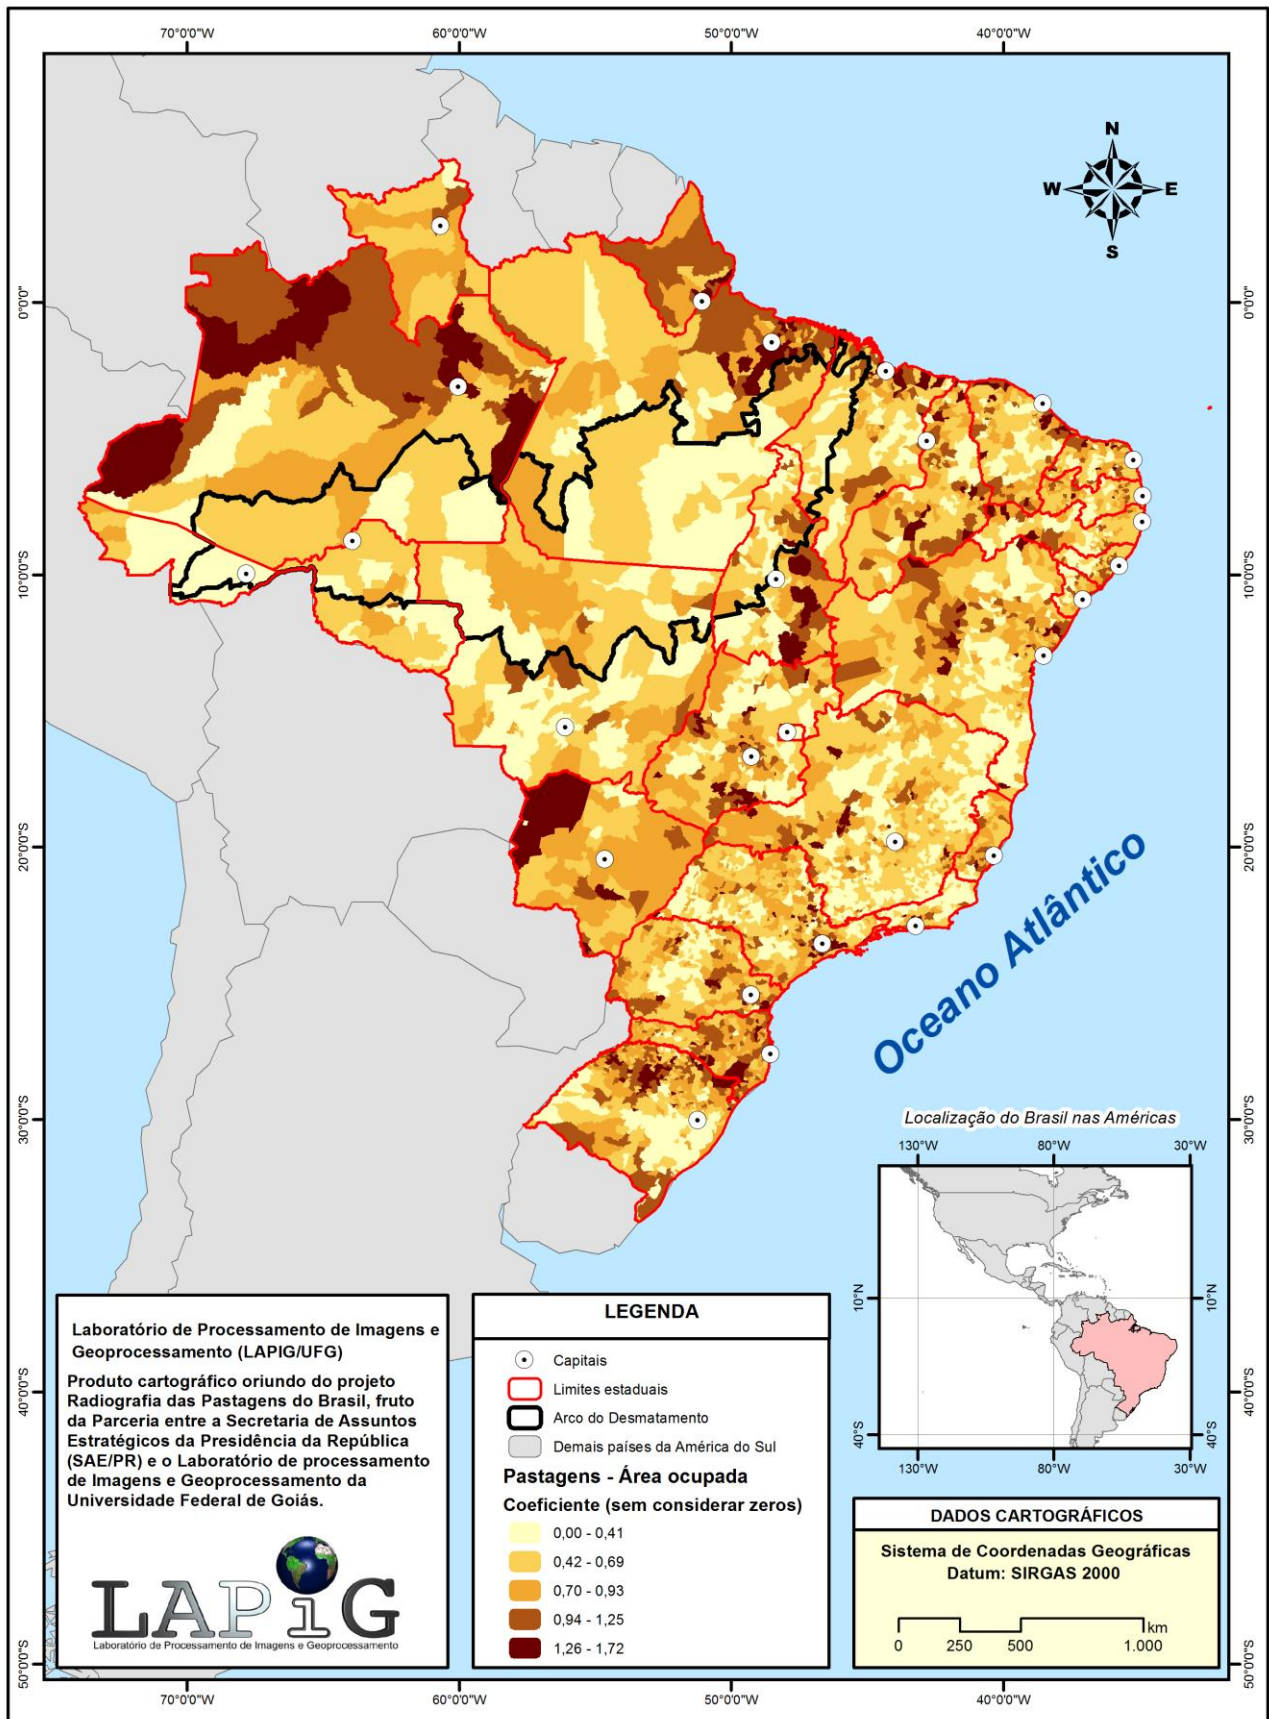 70°0'0"W 60°0'0"W 50°0'0"W 40°0'0"W
N
W E
S
0°0'0" 0°0'0"
10°0'0"S 10°0'0"S
20°0'0"S 20°0'0"S
Oceano Atlântico
30°0'0"S 30°0'0"S
40°0'0"S 40°0'0"S
50°0'0"S 50°0'0"S
Localização do Brasil nas Américas
130°W 80°W 30°W
10°N 10°N
40°S 40°S
130°W 80°W 30°W
Laboratório de Processamento de Imagens e
Geoprocessamento (LAPIG/UFG)
Produto cartográfico oriundo do projeto
Radiografia das Pastagens do Brasil, fruto
da Parceria entre a Secretaria de Assuntos
Estratégicos da Presidência da República
(SAE/PR) e o Laboratório de processamento
de Imagens e Geoprocessamento da
Universidade Federal de Goiás.
LAPiG
Laboratório de Processamento de Imagens e Geoprocessamento
LEGENDA
Capitais
Limites estaduais
Arco do Desmatamento
Demais países da América do Sul
Pastagens - Área ocupada
Coeficiente (sem considerar zeros)
0,00 - 0,41
0,42 - 0,69
0,70 - 0,93
0,94 - 1,25
1,26 - 1,72
DADOS CARTOGRÁFICOS
Sistema de Coordenadas Geográficas
Datum: SIRGAS 2000
km
0 250 500 1.000
70°0'0"W 60°0'0"W 50°0'0"W 40°0'0"W